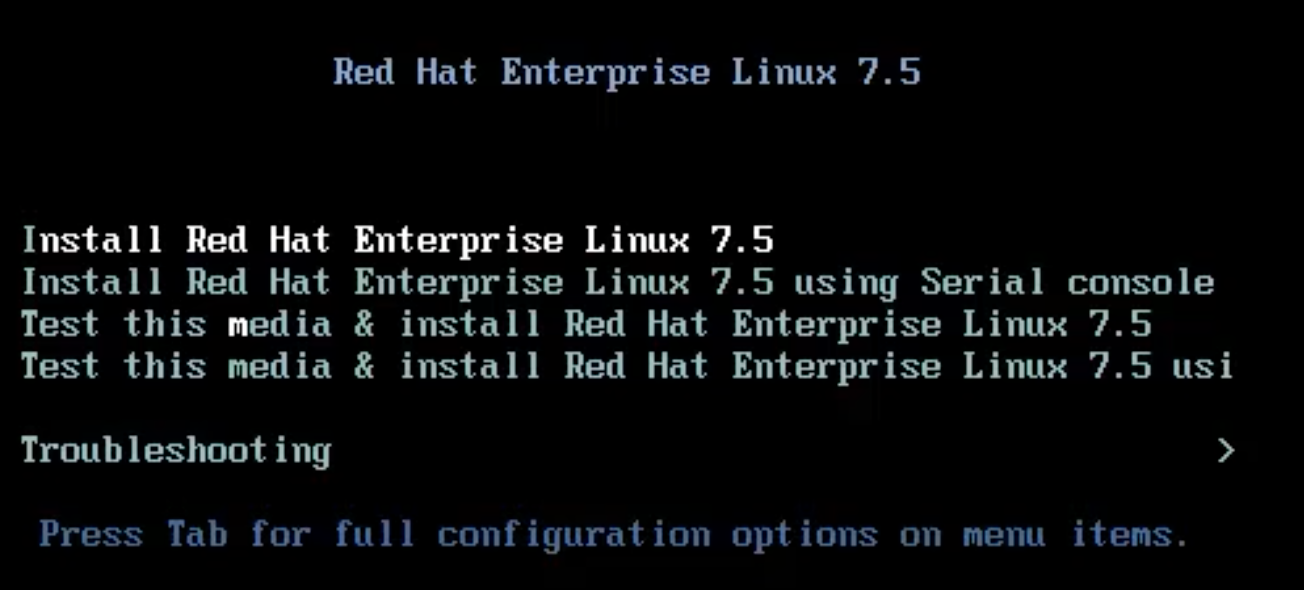 Red Hat Enterprise Linux 7.5
Install Red Hat Enterprise Linux 7.5
Install Red Hat Enterprise Linux 7.5 using Serial console
Test this media & install Red Hat Enterprise Linux 7.5
Test this media & install Red Hat Enterprise Linux 7.5 usi
Troubleshooting >
Press Tab for full configuration options on menu items.